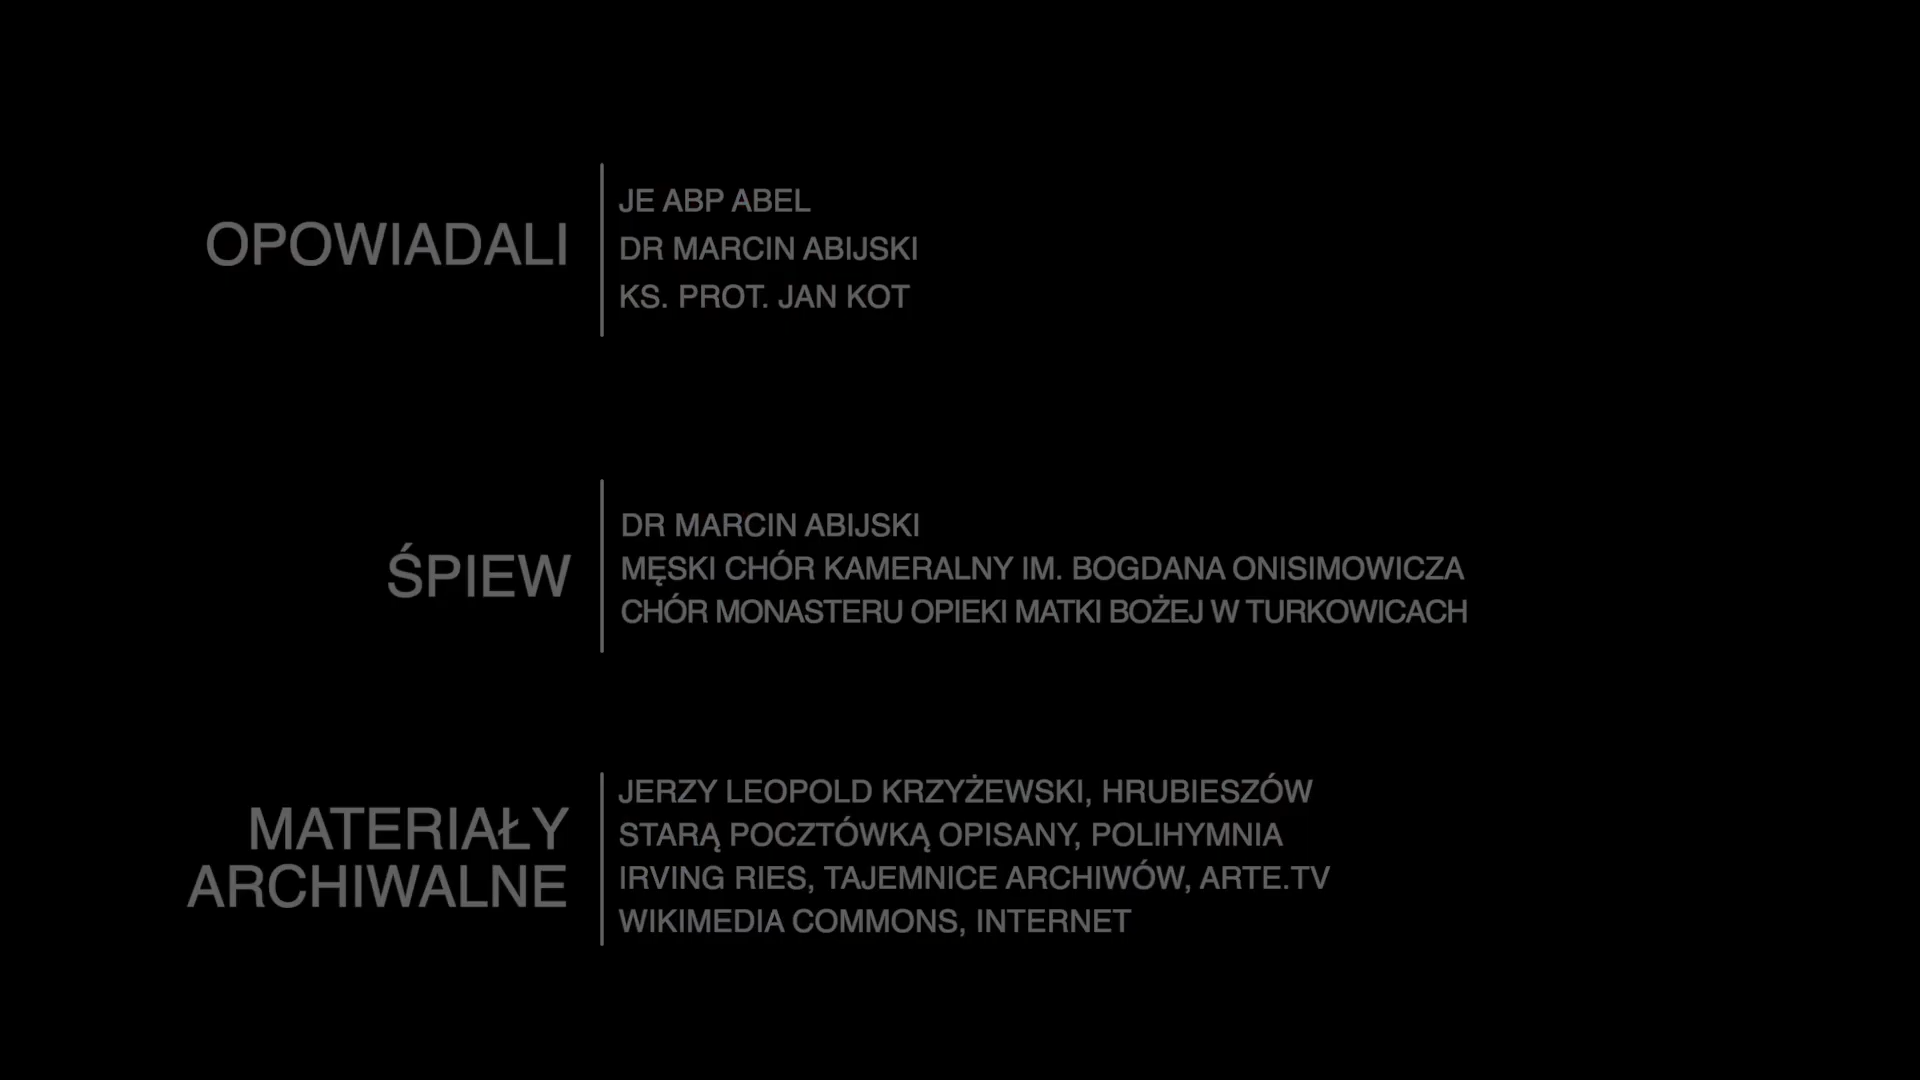 OPOWIADALI
JE ABP ABEL
DR MARCIN ABIJSKI
KS. PROT. JAN KOT
ŚPIEW
DR MARCIN ABIJSKI
MĘSKI CHÓR KAMERALNY IM. BOGDANA ONISIMOWICZA
CHÓR MONASTERU OPIEKI MATKI BOŻEJ W TURKOWICACH
MATERIAŁY
ARCHIWALNE
JERZY LEOPOLD KRZYŻEWSKI, HRUBIESZÓW
STARĄ POCZTÓWKĄ OPISANY, POLIHYMNIA
IRVING RIES, TAJEMNICE ARCHIWÓW, ARTE.TV
WIKIMEDIA COMMONS, INTERNET